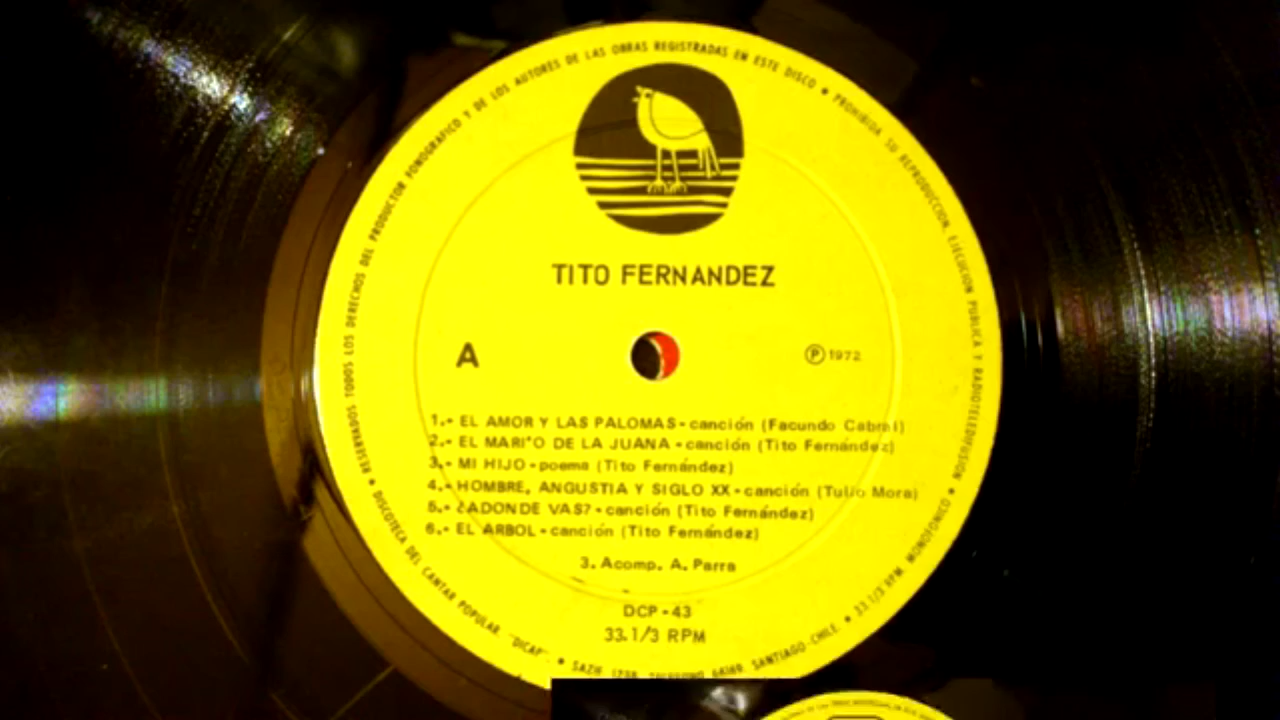 RESERVADOS TODOS LOS DERECHOS DEL PRODUCTOR FONOGRAFICO Y DE LOS AUTORES DE LAS OBRAS REGISTRADAS EN ESTE DISCO • PROHIBIDA SU REPRODUCCION, EJECUCION PUBLICA Y RADIOTELEDIFUSION • MONOFONICO • 33 1/3 RPM.
TITO FERNANDEZ
A
Ⓟ 1972
1.- EL AMOR Y LAS PALOMAS - canción (Facundo Cabral)
2.- EL MARI"O DE LA JUANA - canción (Tito Fernández)
3.- MI HIJO - poema (Tito Fernández)
4.- HOMBRE, ANGUSTIA Y SIGLO XX - canción (Tulio Mora)
5.- ¿ADONDE VAS? - canción (Tito Fernández)
6.- EL ARBOL - canción (Tito Fernández)
3. Acomp. A. Parra
DCP - 43
33.1/3 RPM
• DISCOTECA DEL CANTAR POPULAR "DICAP" • SAZIE TELEFONO SANTIAGO-CHILE. •